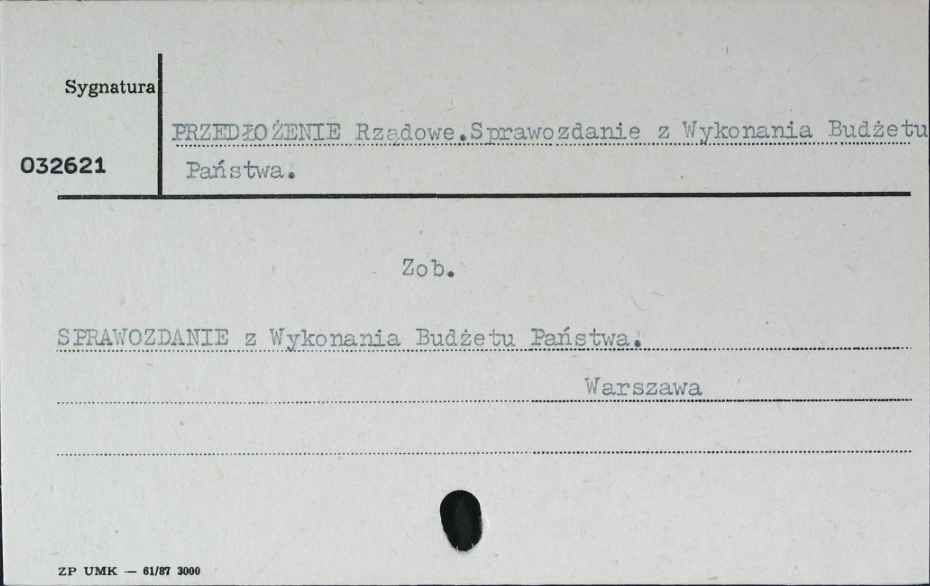 Sygnatura
PRZEDŁOŻENIE Rządowe.Sprawozdanie z Wykonania Budżetu
032621
Państwa.
Zob.
SPRAWOZDANIE z Wykonania Budżetu Państwa.
Warszawa
ZP UMK — 61/87 3000